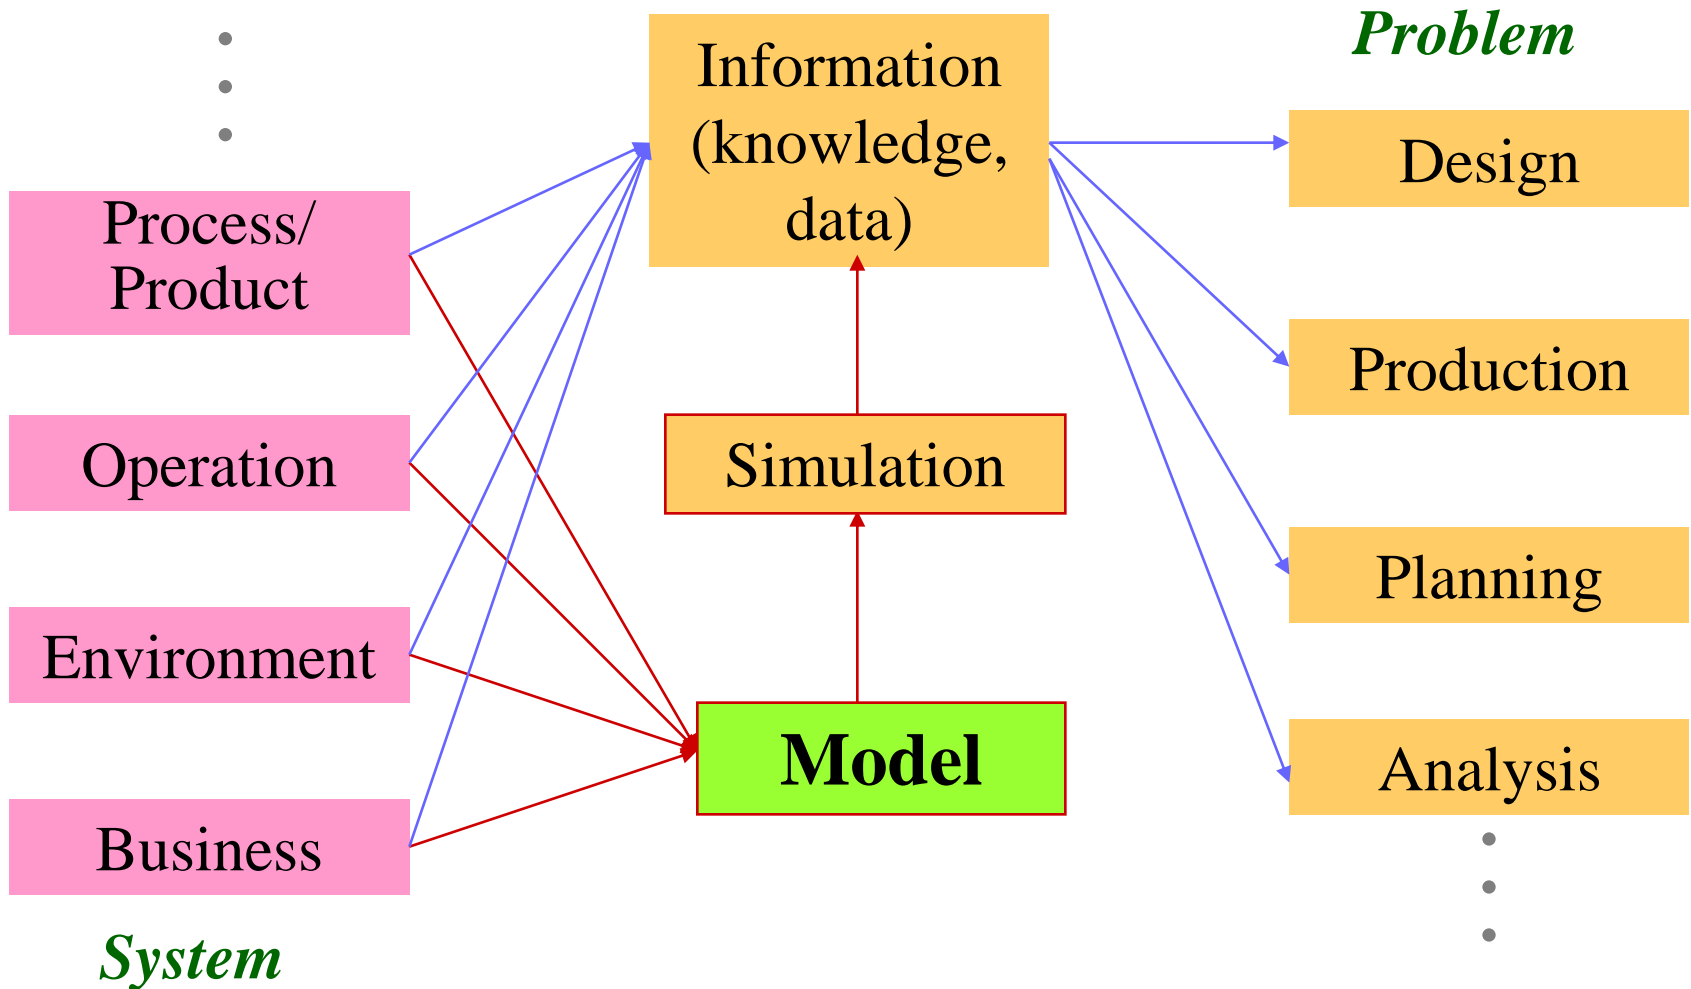 Process/
Product
Operation
Environment
Business
System
Information
(knowledge,
data)
Simulation
Model
Problem
Design
Production
Planning
Analysis